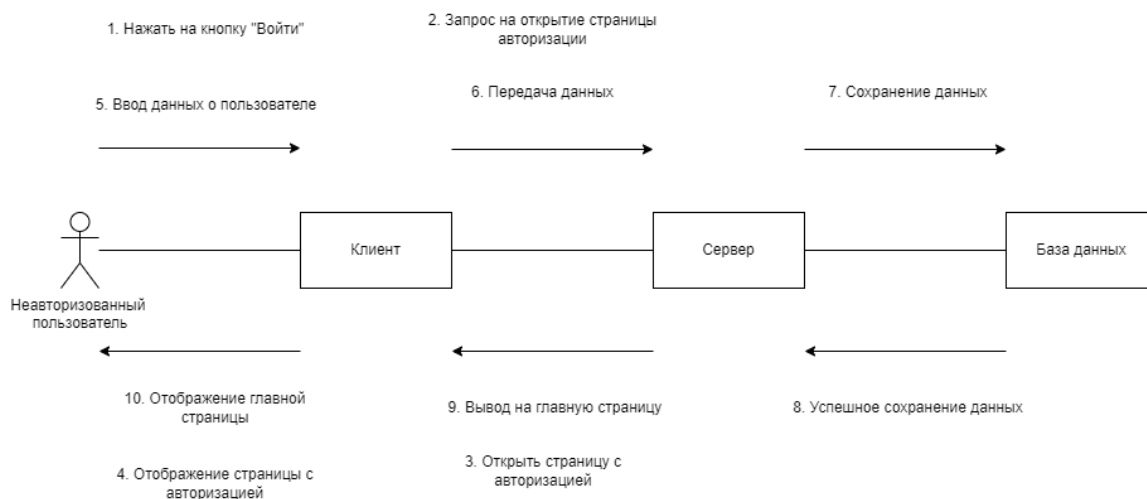 1. Нажать на кнопку "Войти"
2. Запрос на открытие страницы
авторизации
5. Ввод данных о пользователе
6. Передача данных
7. Сохранение данных
Клиент
Сервер
База данных
Неавторизованный
пользователь
10. Отображение главной
страницы
9. Вывод на главную страницу
8. Успешное сохранение данных
4. Отображение страницы с
авторизацией
3. Открыть страницу с
авторизацией